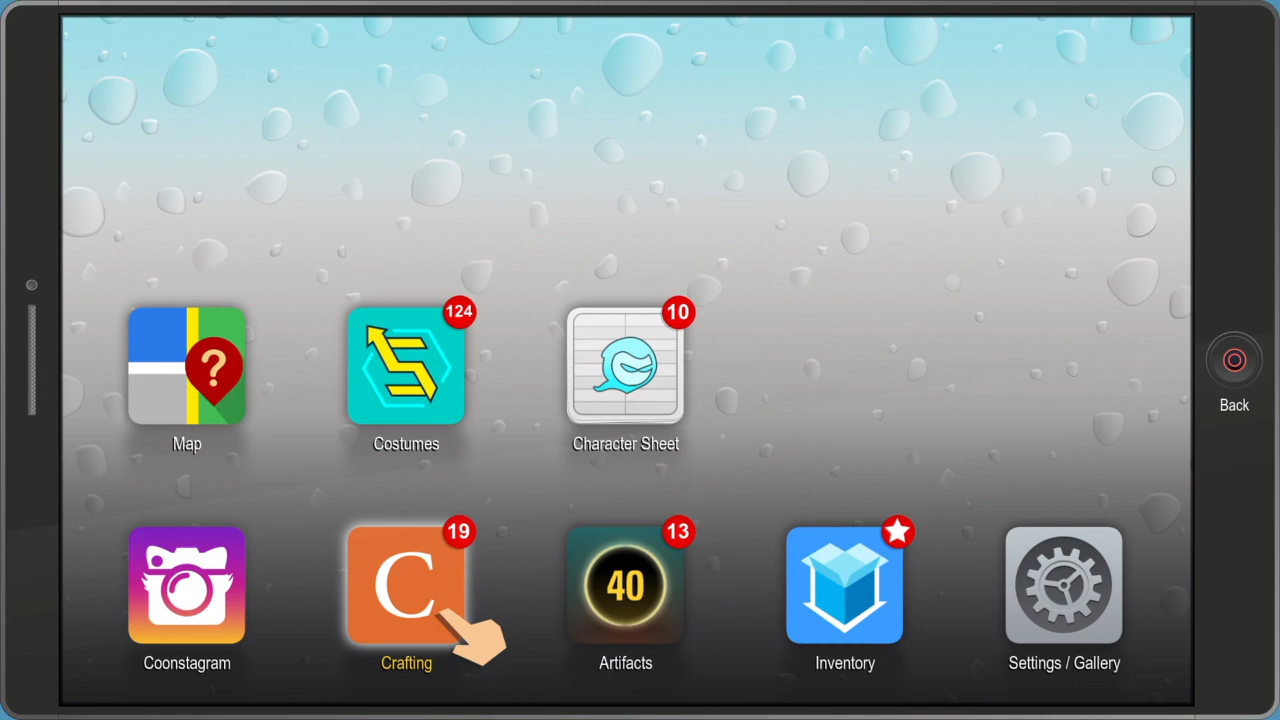 124
10
?
Map
Costumes
Character Sheet
Back
19
13
C
40
Coonstagram
Crafting
Artifacts
Inventory
Settings / Gallery